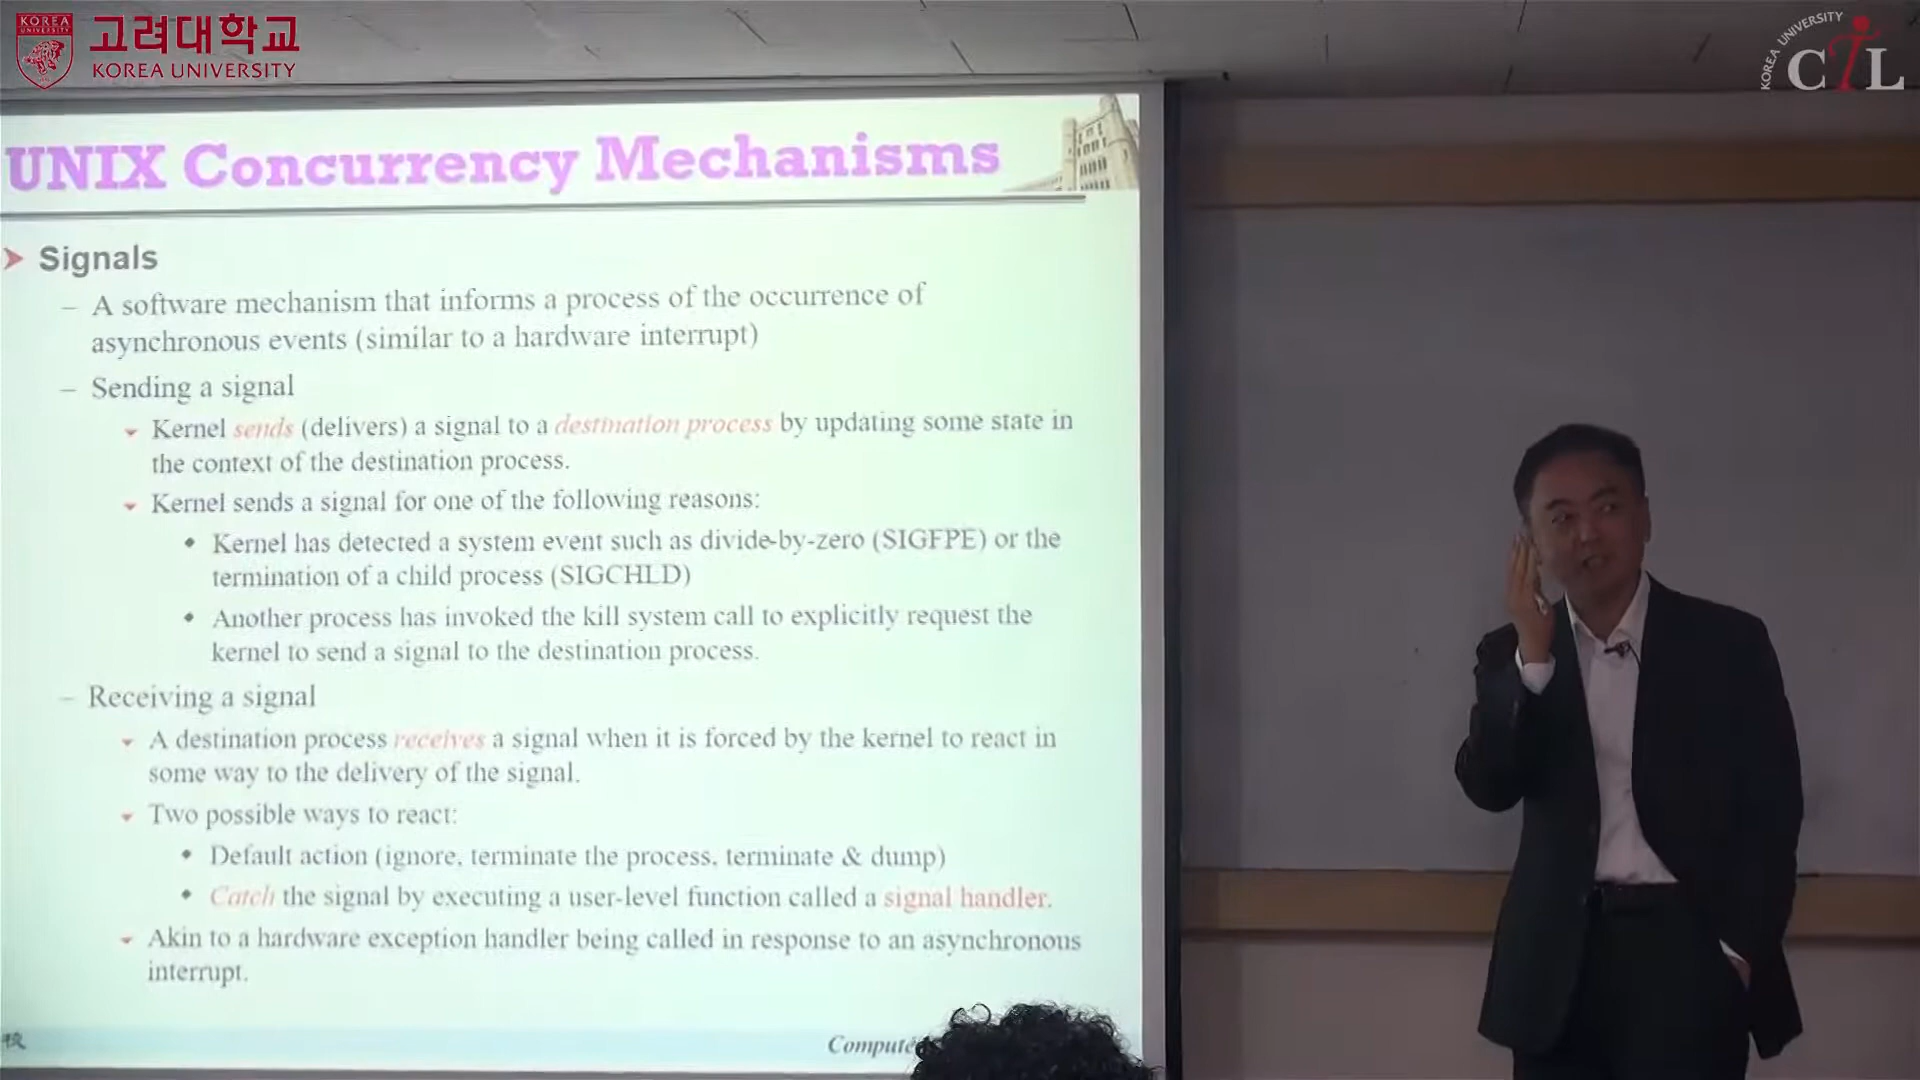 KOREA
UNIVERSITY
고려대학교
KOREA UNIVERSITY
KOREA UNIVERSITY
CTL
UNIX Concurrency Mechanisms
Signals
– A software mechanism that informs a process of the occurrence of
asynchronous events (similar to a hardware interrupt)
– Sending a signal
Kernel sends (delivers) a signal to a destination process by updating some state in
the context of the destination process.
Kernel sends a signal for one of the following reasons:
• Kernel has detected a system event such as divide-by-zero (SIGFPE) or the
termination of a child process (SIGCHLD)
• Another process has invoked the kill system call to explicitly request the
kernel to send a signal to the destination process.
– Receiving a signal
A destination process receives a signal when it is forced by the kernel to react in
some way to the delivery of the signal.
Two possible ways to react:
• Default action (ignore, terminate the process, terminate & dump)
• Catch the signal by executing a user-level function called a signal handler.
Akin to a hardware exception handler being called in response to an asynchronous
interrupt.
校